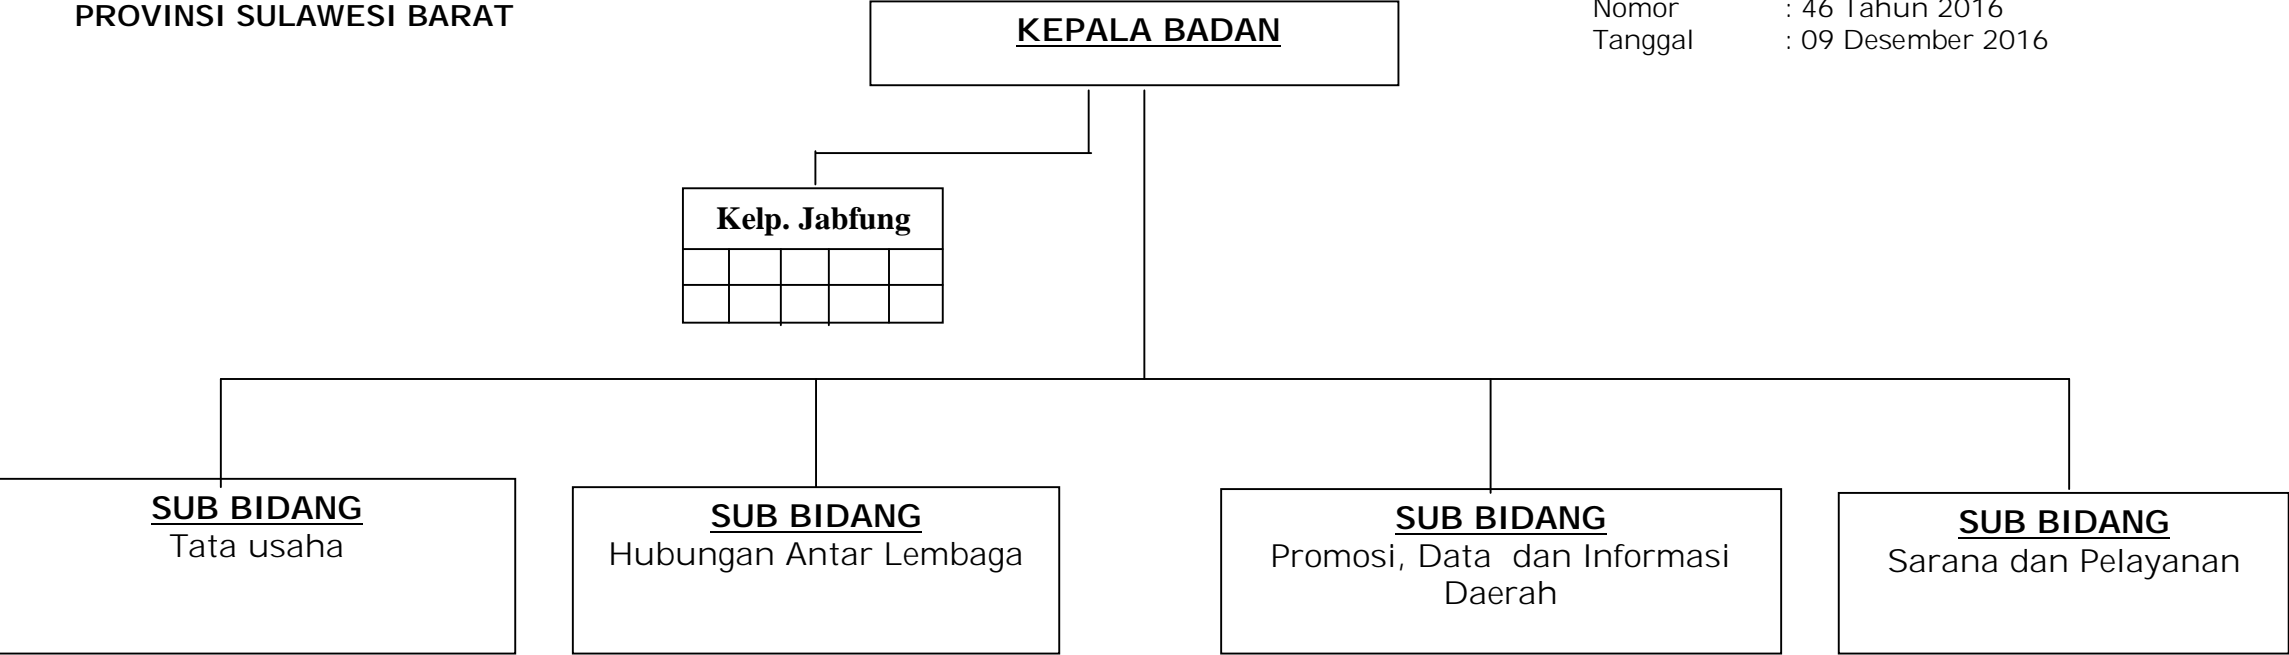 PROVINSI SULAWESI BARAT
KEPALA BADAN
Nomor : 46 Tahun 2016
Tanggal : 09 Desember 2016
Kelp. Jabfung
SUB BIDANG
Tata usaha
SUB BIDANG
Hubungan Antar Lembaga
SUB BIDANG
Promosi, Data dan Informasi
Daerah
SUB BIDANG
Sarana dan Pelayanan